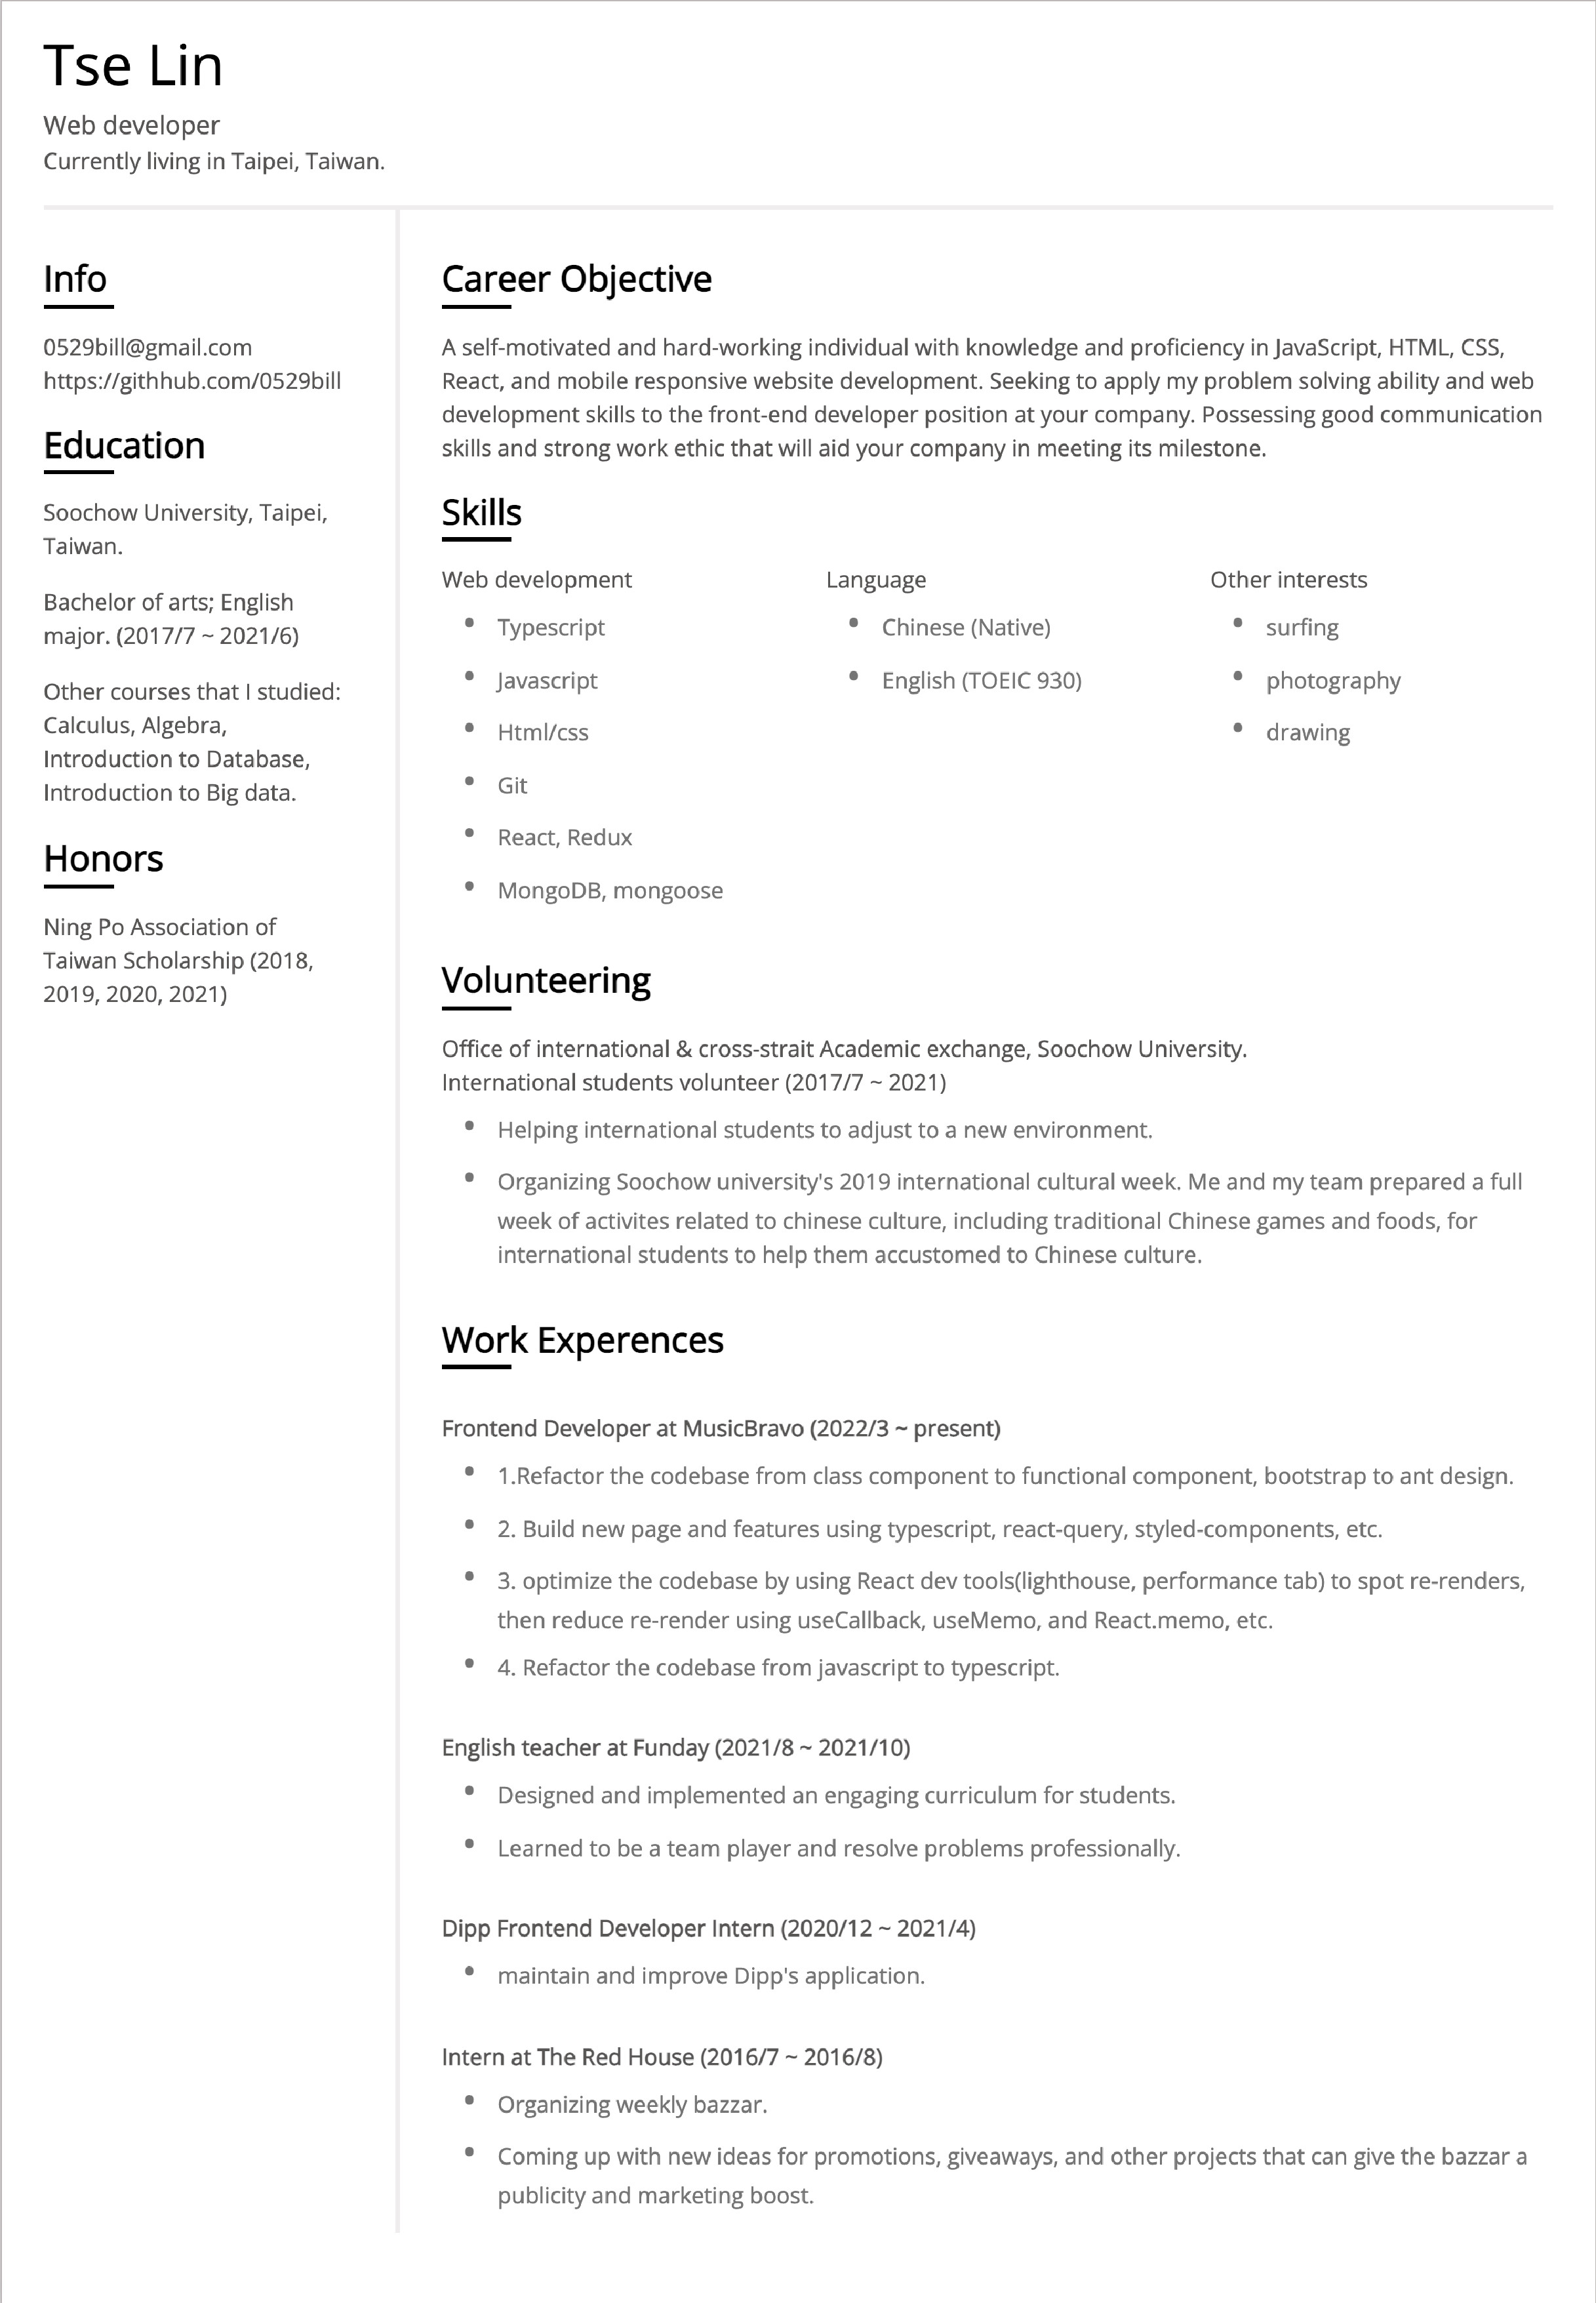 Tse Lin
Web developer
Currently living in Taipei, Taiwan.
Info
0529bill@gmail.com
https://githhub.com/0529bill
Education
Soochow University, Taipei,
Taiwan.
Bachelor of arts; English
major. (2017/7 ~ 2021/6)
Other courses that I studied:
Calculus, Algebra,
Introduction to Database,
Introduction to Big data.
Honors
Ning Po Association of
Taiwan Scholarship (2018,
2019, 2020, 2021)
Career Objective
A self-motivated and hard-working individual with knowledge and proficiency in JavaScript, HTML, CSS,
React, and mobile responsive website development. Seeking to apply my problem solving ability and web
development skills to the front-end developer position at your company. Possessing good communication
skills and strong work ethic that will aid your company in meeting its milestone.
Skills
Web development
• Typescript
• Javascript
• Html/css
• Git
• React, Redux
• MongoDB, mongoose
Language
• Chinese (Native)
• English (TOEIC 930)
Other interests
• surfing
• photography
• drawing
Volunteering
Office of international & cross-strait Academic exchange, Soochow University.
International students volunteer (2017/7 ~ 2021)
• Helping international students to adjust to a new environment.
• Organizing Soochow university's 2019 international cultural week. Me and my team prepared a full
week of activites related to chinese culture, including traditional Chinese games and foods, for
international students to help them accustomed to Chinese culture.
Work Experences
Frontend Developer at MusicBravo (2022/3 ~ present)
• 1.Refactor the codebase from class component to functional component, bootstrap to ant design.
• 2. Build new page and features using typescript, react-query, styled-components, etc.
• 3. optimize the codebase by using React dev tools(lighthouse, performance tab) to spot re-renders,
then reduce re-render using useCallback, useMemo, and React.memo, etc.
• 4. Refactor the codebase from javascript to typescript.
English teacher at Funday (2021/8 ~ 2021/10)
• Designed and implemented an engaging curriculum for students.
• Learned to be a team player and resolve problems professionally.
Dipp Frontend Developer Intern (2020/12 ~ 2021/4)
• maintain and improve Dipp's application.
Intern at The Red House (2016/7 ~ 2016/8)
• Organizing weekly bazzar.
• Coming up with new ideas for promotions, giveaways, and other projects that can give the bazzar a
publicity and marketing boost.